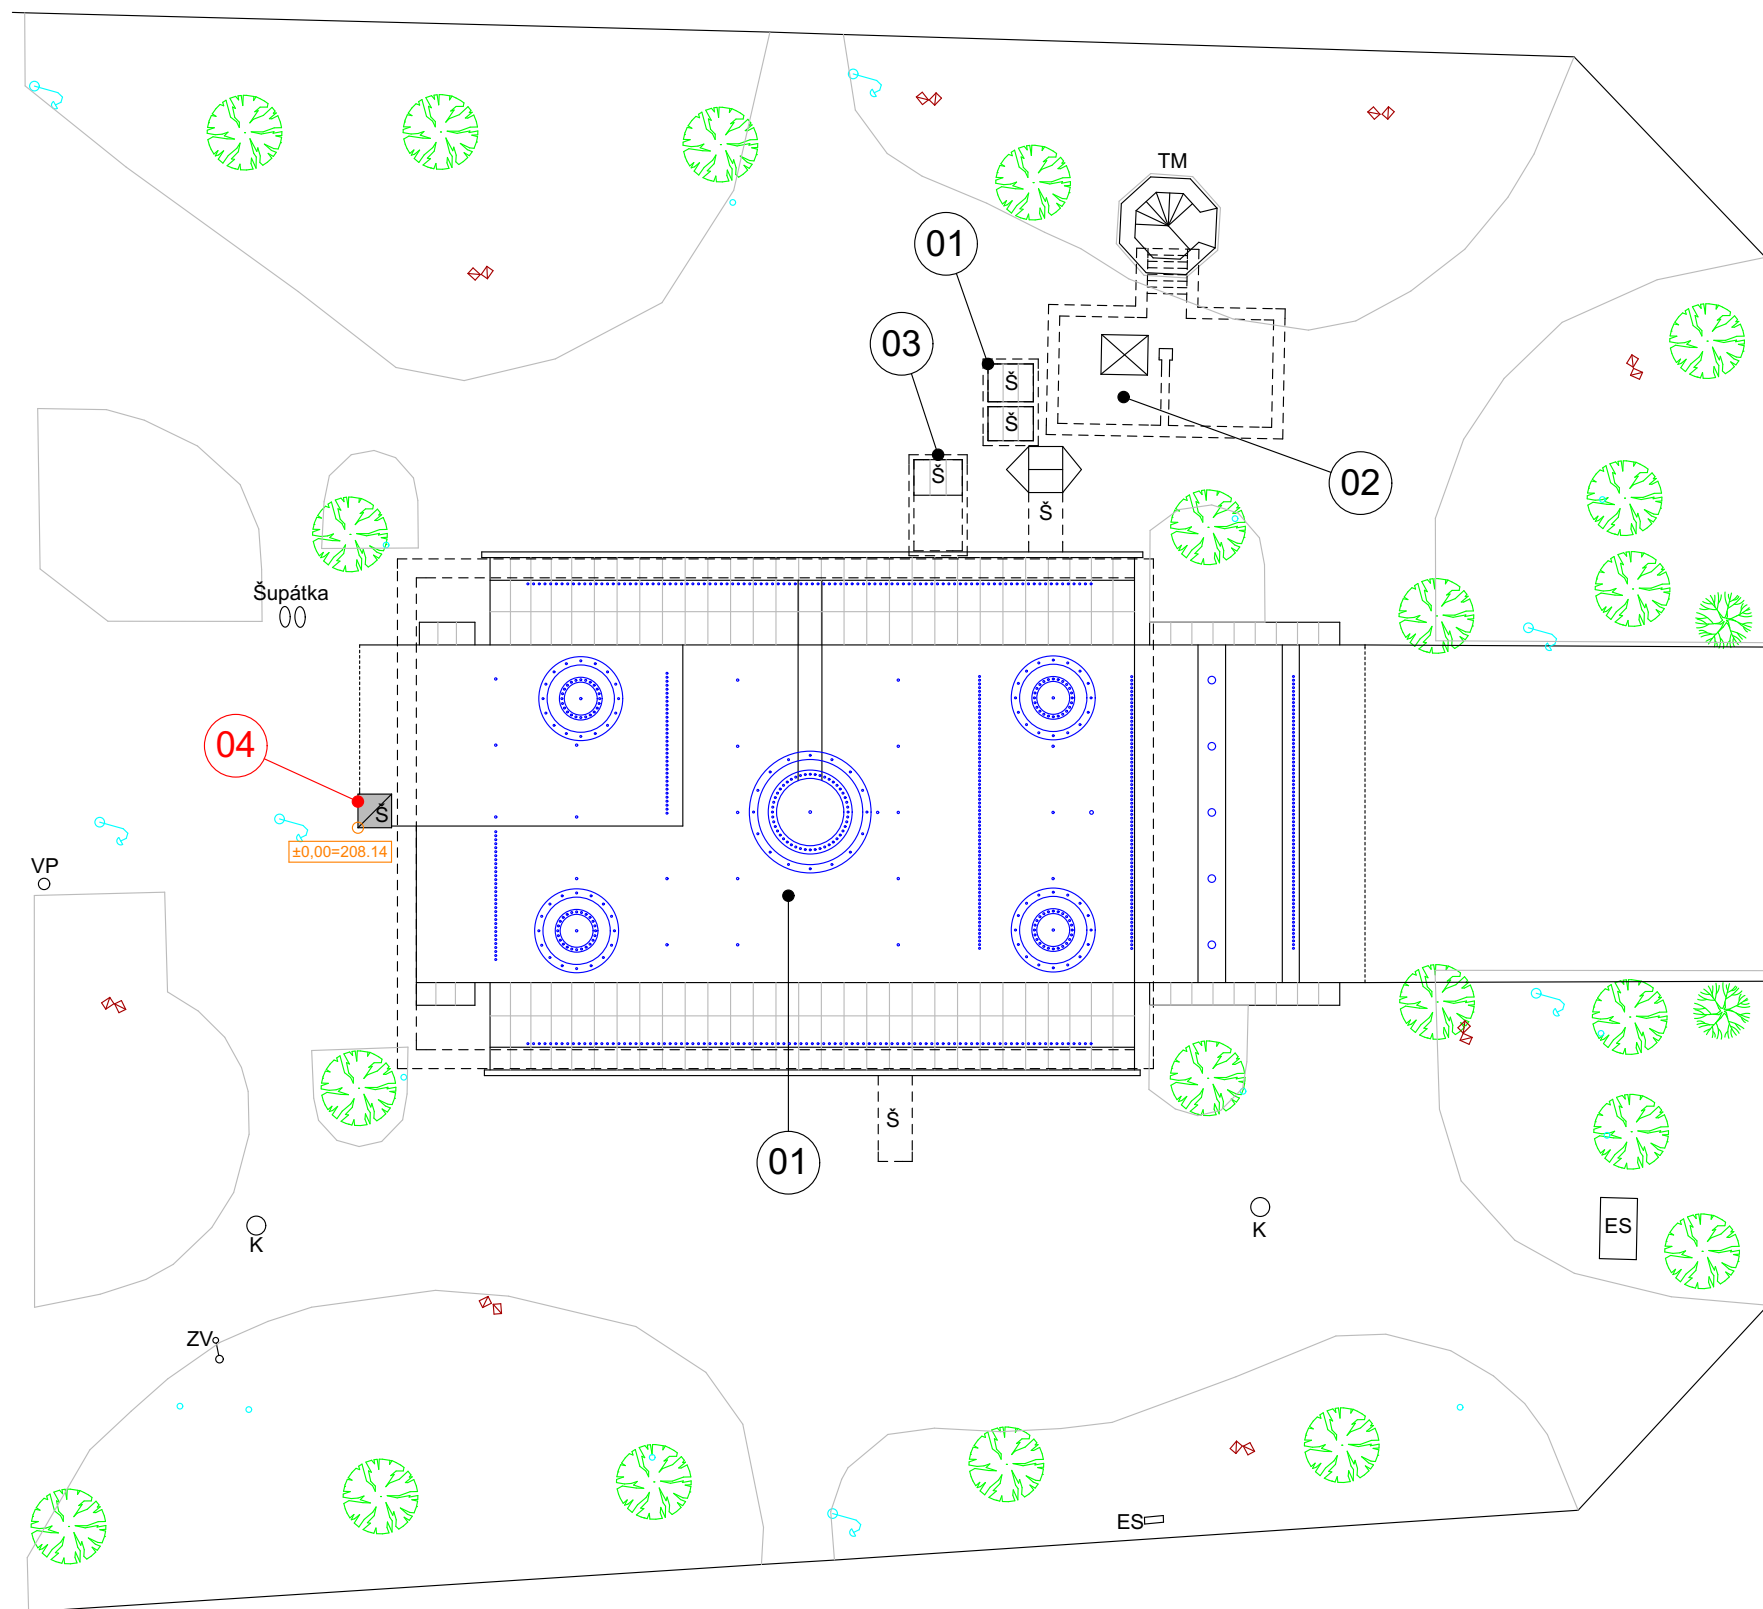 TM
01
03
Š
Š
Š
02
Š
Šupátka
04
Š
±0,00=208.14
VP
Š
01
K
K
ES
ZV
ES